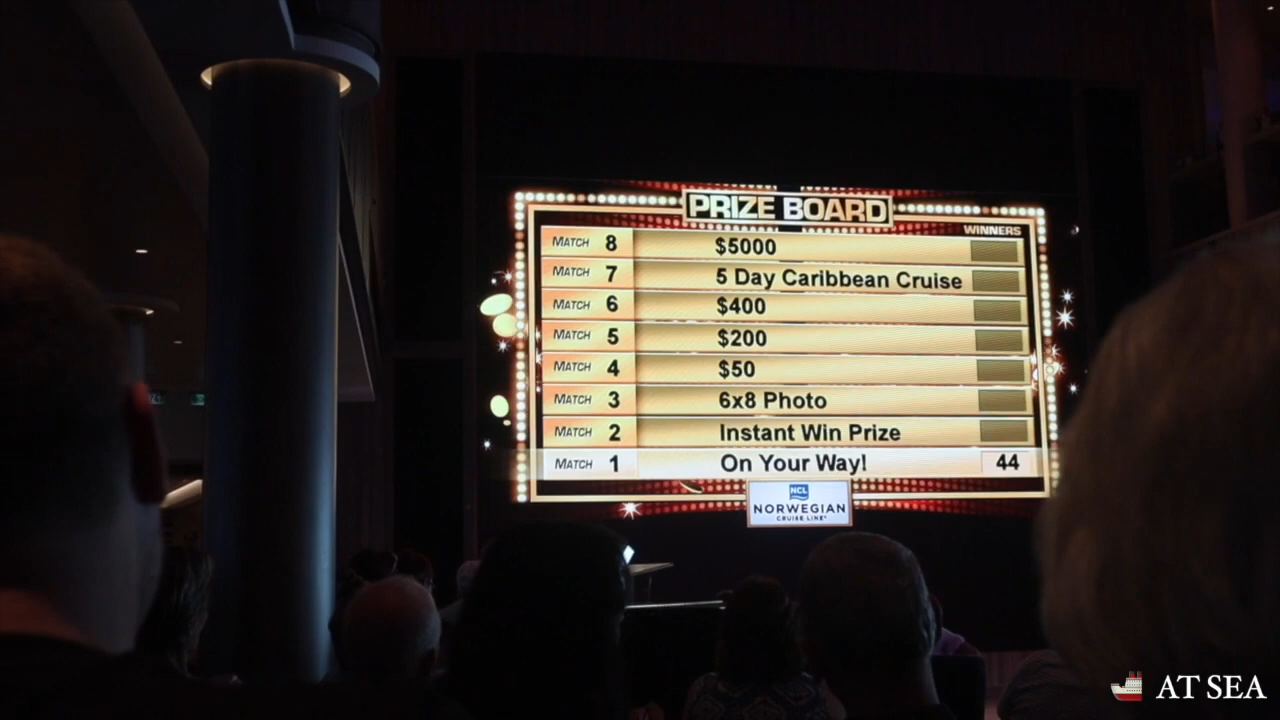 PRIZE BOARD
WINNERS
MATCH 8 $5000
MATCH 7 5 Day Caribbean Cruise
MATCH 6 $400
MATCH 5 $200
MATCH 4 $50
MATCH 3 6x8 Photo
MATCH 2 Instant Win Prize
MATCH 1 On Your Way! 44
NCL
NORWEGIAN
CRUISE LINE®
AT SEA